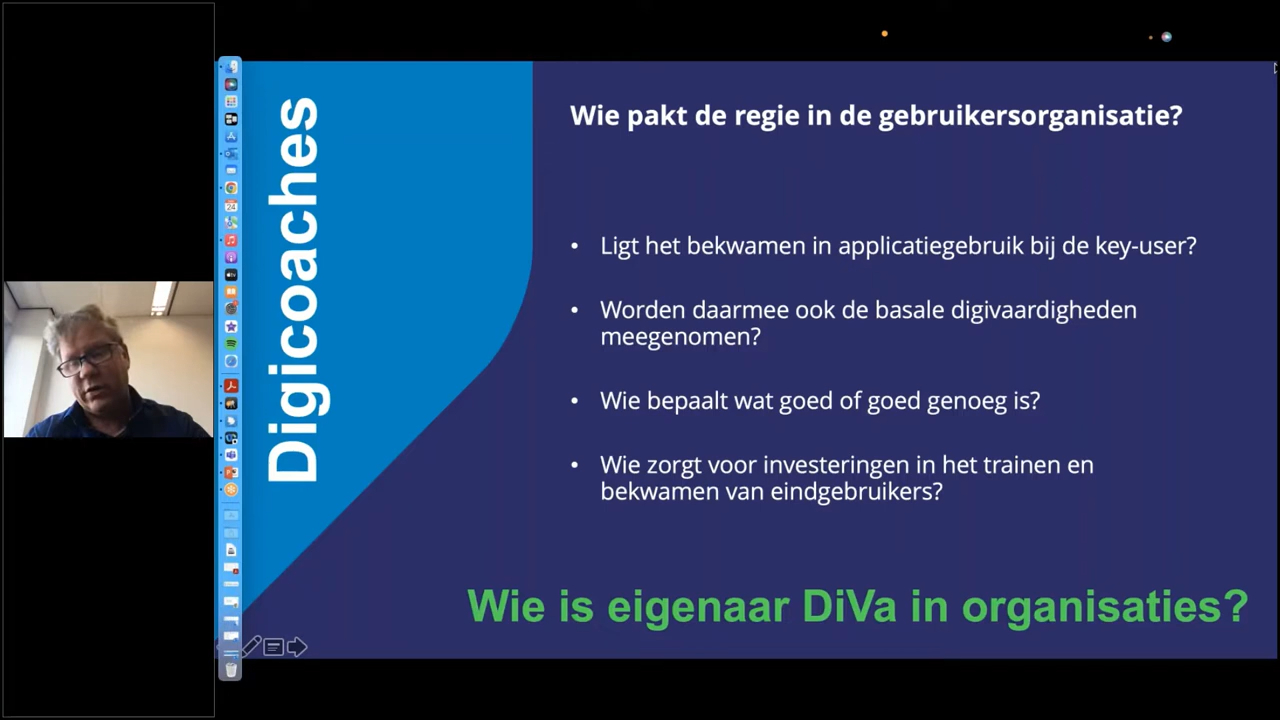 Digicoaches
Wie pakt de regie in de gebruikersorganisatie?
• Ligt het bekwamen in applicatiegebruik bij de key-user?
• Worden daarmee ook de basale digivaardigheden
meegenomen?
• Wie bepaalt wat goed of goed genoeg is?
• Wie zorgt voor investeringen in het trainen en
bekwamen van eindgebruikers?
Wie is eigenaar DiVa in organisaties?